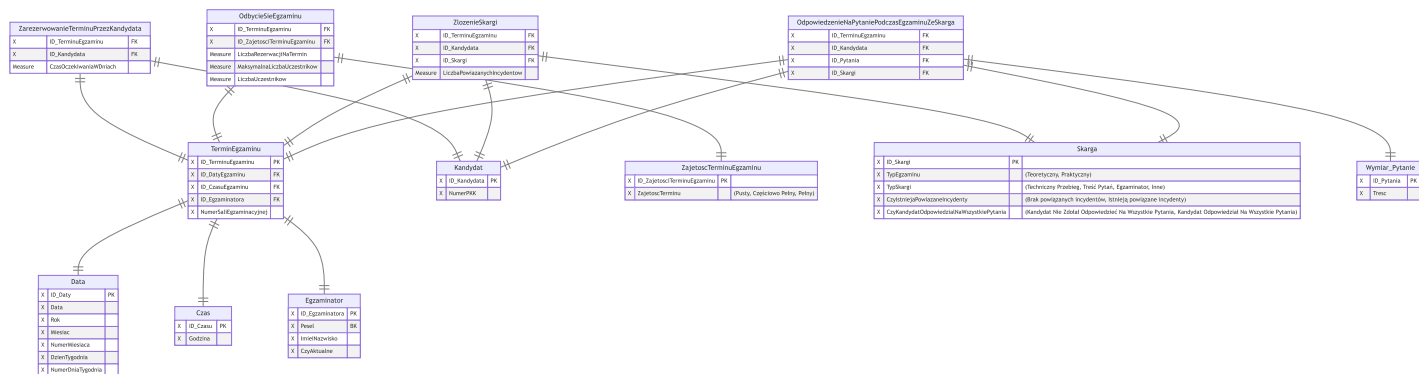 ZarezerwowanieTerminuPrzezKandydata
X ID_TerminuEgzaminu FK
X ID_Kandydata FK
Measure CzasOczekiwaniaWDniach
OdbycieSieEgzaminu
X ID_TerminuEgzaminu FK
X ID_ZajetosciTerminuEgzaminu FK
Measure LiczbaRezerwacjiNaTermin
Measure MaksymalnaLiczbaUczestnikow
Measure LiczbaUczestnikow
ZlozenieSkargi
X ID_TerminuEgzaminu FK
X ID_Kandydata FK
X ID_Skargi FK
Measure LiczbaPowiazanychIncydentow
OdpowiedzenieNaPytaniePodczasEgzaminuZeSkarga
X ID_TerminuEgzaminu FK
X ID_Kandydata FK
X ID_Pytania FK
X ID_Skargi FK
TerminEgzaminu
X ID_TerminuEgzaminu PK
X ID_DatyEgzaminu FK
X ID_CzasuEgzaminu FK
X ID_Egzaminatora FK
X NumerSaliEgzaminacyjnej
Kandydat
X ID_Kandydata PK
X NumerPKK
ZajetoscTerminuEgzaminu
X ID_ZajetosciTerminuEgzaminu PK
X ZajetoscTerminu (Pusty, Częściowo Pełny, Pełny)
Skarga
X ID_Skargi PK
X TypEgzaminu (Teoretyczny, Praktyczny)
X TypSkargi (Techniczny Przebieg, Treść Pytań, Egzaminator, Inne)
X CzyIstniejaPowiazaneIncydenty (Brak powiązanych incydentów, Istnieją powiązane Incydenty)
X CzyKandydatOdpowiedzialNaWszystkiePytania (Kandydat Nie Zdołał Odpowiedzieć Na Wszystkie Pytania, Kandydat Odpowiedział Na Wszystkie Pytania)
Wymiar_Pytanie
X ID_Pytania PK
X Tresc
Data
X ID_Daty PK
X Data
X Rok
X Miesiac
X NumerMiesiaca
X DzienTygodnia
X NumerDniaTygodnia
Czas
X ID_Czasu PK
X Godzina
Egzaminator
X ID_Egzaminatora PK
X Pesel BK
X ImieINazwisko
X CzyAktualne